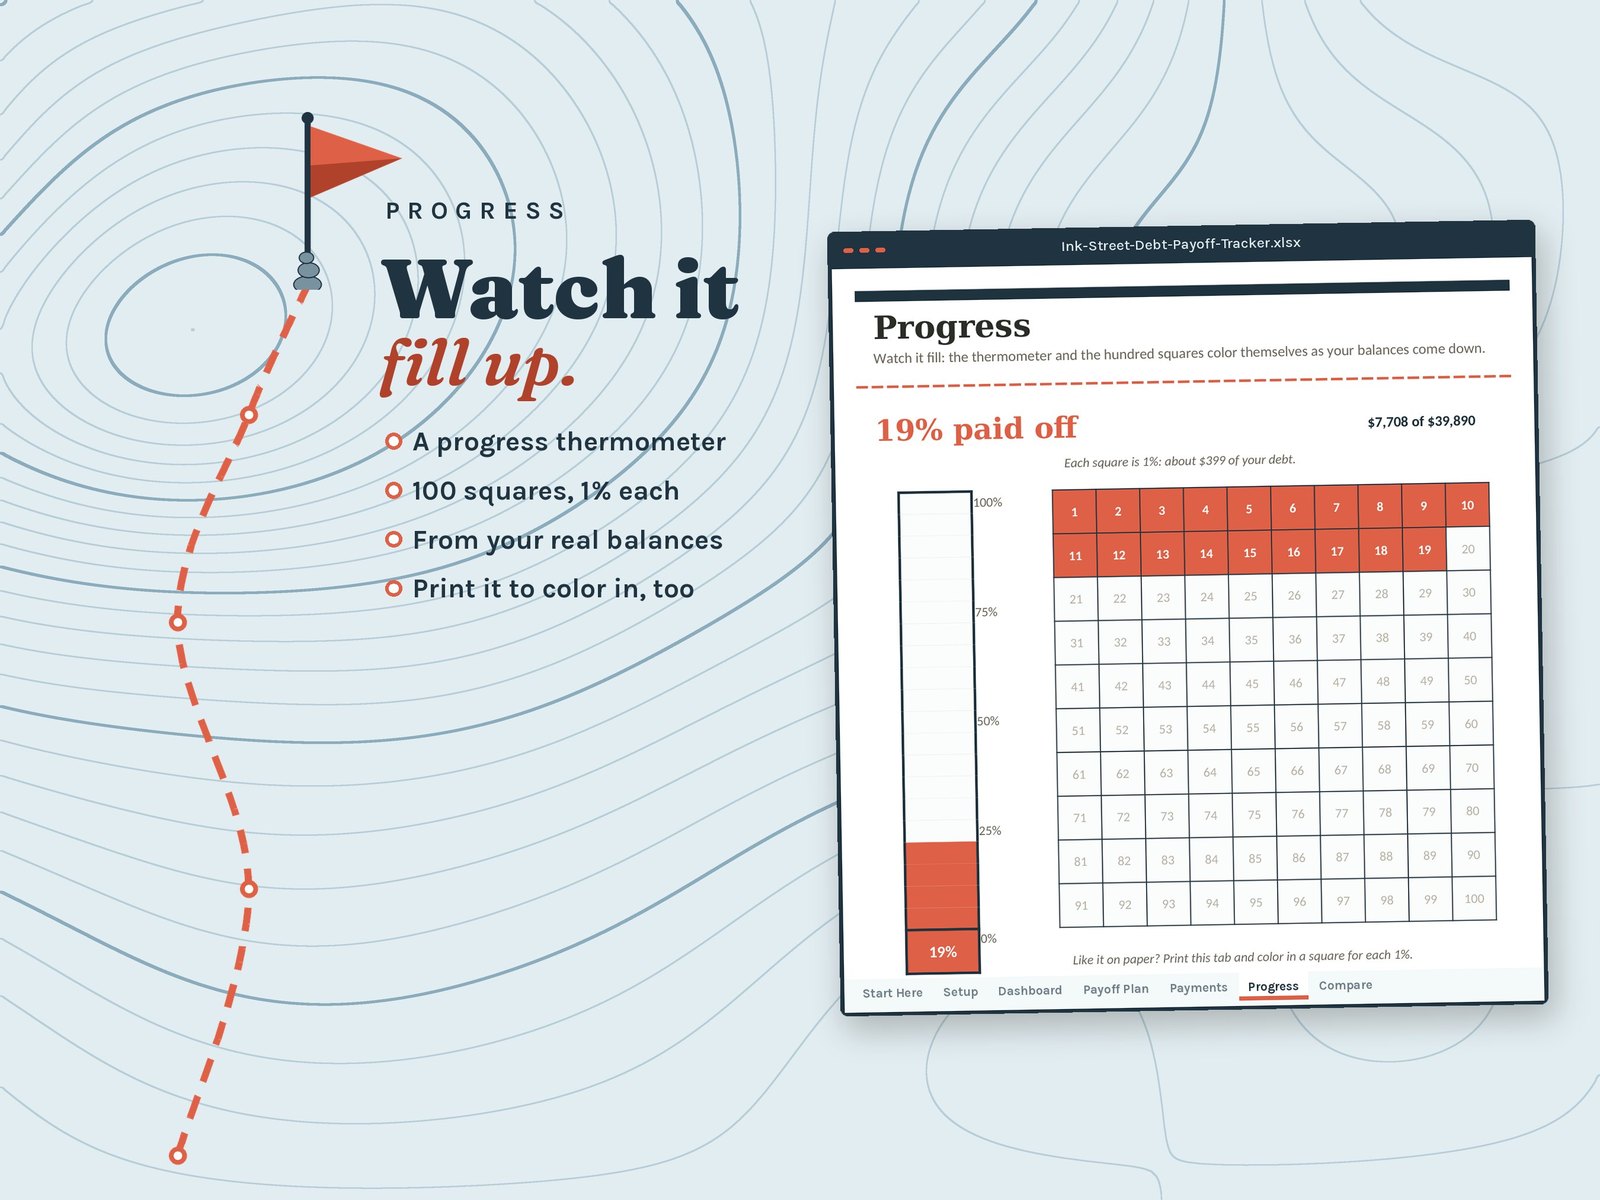 PROGRESS
Watch it
fill up.
A progress thermometer
100 squares, 1% each
From your real balances
Print it to color in, too
Ink-Street-Debt-Payoff-Tracker.xlsx
Progress
Watch it fill: the thermometer and the hundred squares color themselves as your balances come down.
19% paid off
$7,708 of $39,890
Each square is 1%: about $399 of your debt.
100%
75%
50%
25%
0%
19%
1 2 3 4 5 6 7 8 9 10
11 12 13 14 15 16 17 18 19 20
21 22 23 24 25 26 27 28 29 30
31 32 33 34 35 36 37 38 39 40
41 42 43 44 45 46 47 48 49 50
51 52 53 54 55 56 57 58 59 60
61 62 63 64 65 66 67 68 69 70
71 72 73 74 75 76 77 78 79 80
81 82 83 84 85 86 87 88 89 90
91 92 93 94 95 96 97 98 99 100
Like it on paper? Print this tab and color in a square for each 1%.
Start Here Setup Dashboard Payoff Plan Payments Progress Compare